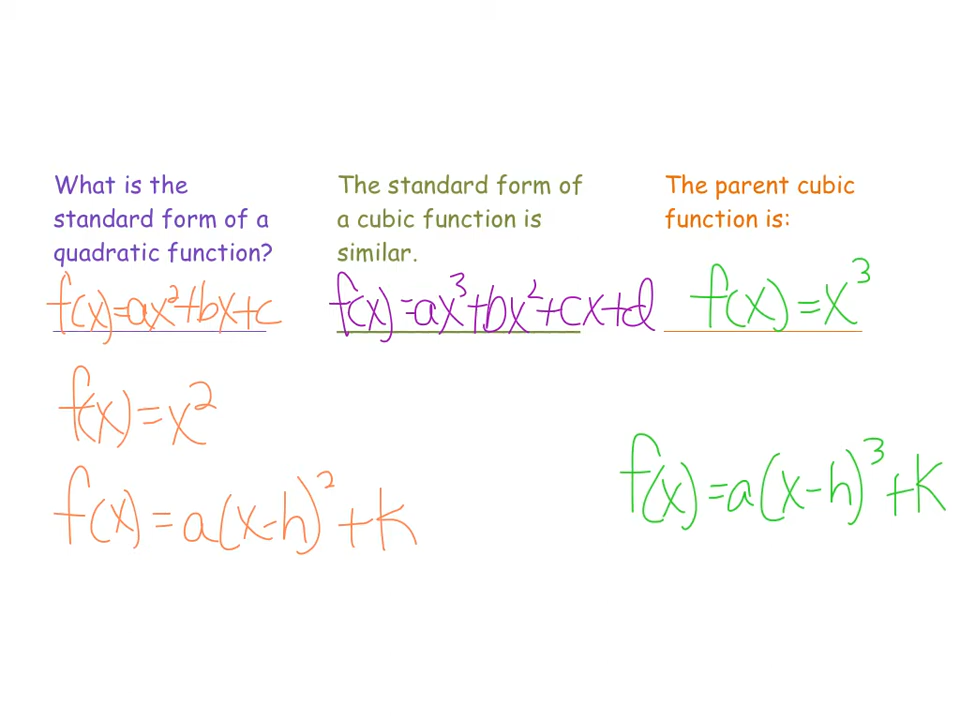 What is the
standard form of a
quadratic function?
f(x)=ax²+bx+c
f(x)=x²
f(x)=a(x-h)²+k
The standard form of
a cubic function is
similar.
f(x)=ax³+bx²+cx+d
The parent cubic
function is:
f(x)=x³
f(x)=a(x-h)³+k